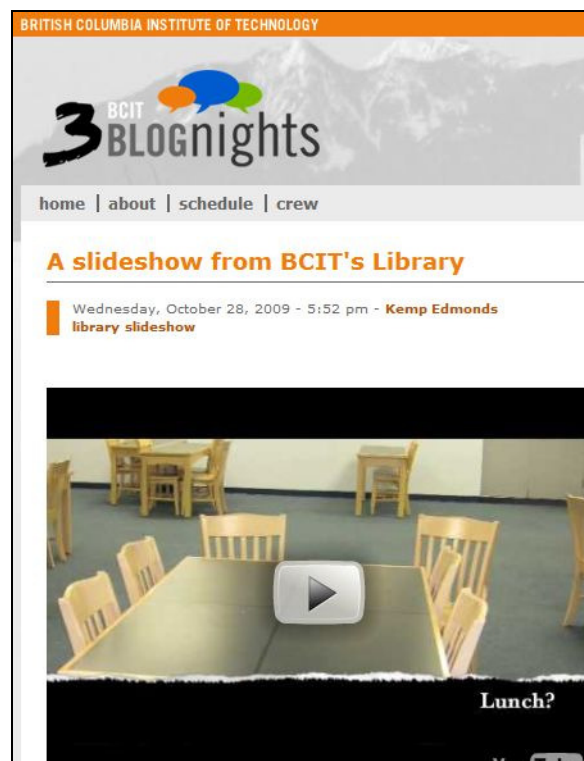 BRITISH COLUMBIA INSTITUTE OF TECHNOLOGY
BCIT
3 BLOGnights
home | about | schedule | crew
A slideshow from BCIT's Library
Wednesday, October 28, 2009 - 5:52 pm - Kemp Edmonds
library slideshow
Lunch?